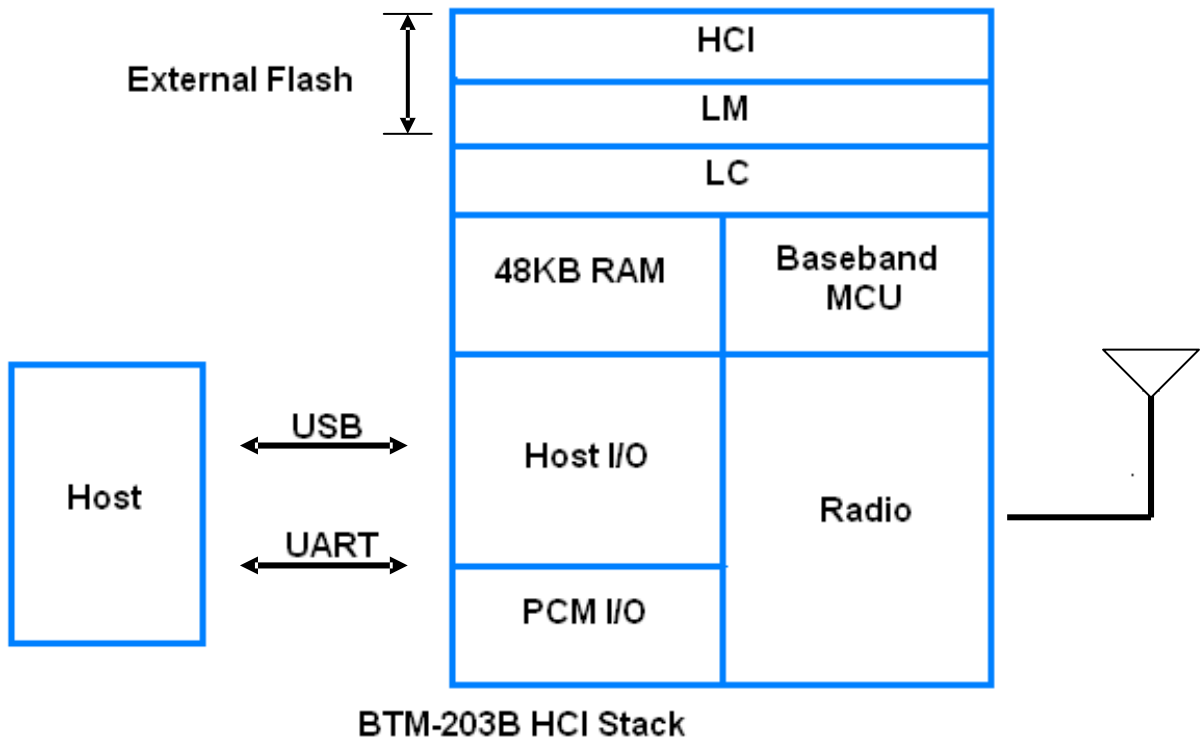 HCI
External Flash
LM
LC
48KB RAM
Baseband
MCU
USB
Host I/O
Host
Radio
UART
PCM I/O
BTM-203B HCI Stack